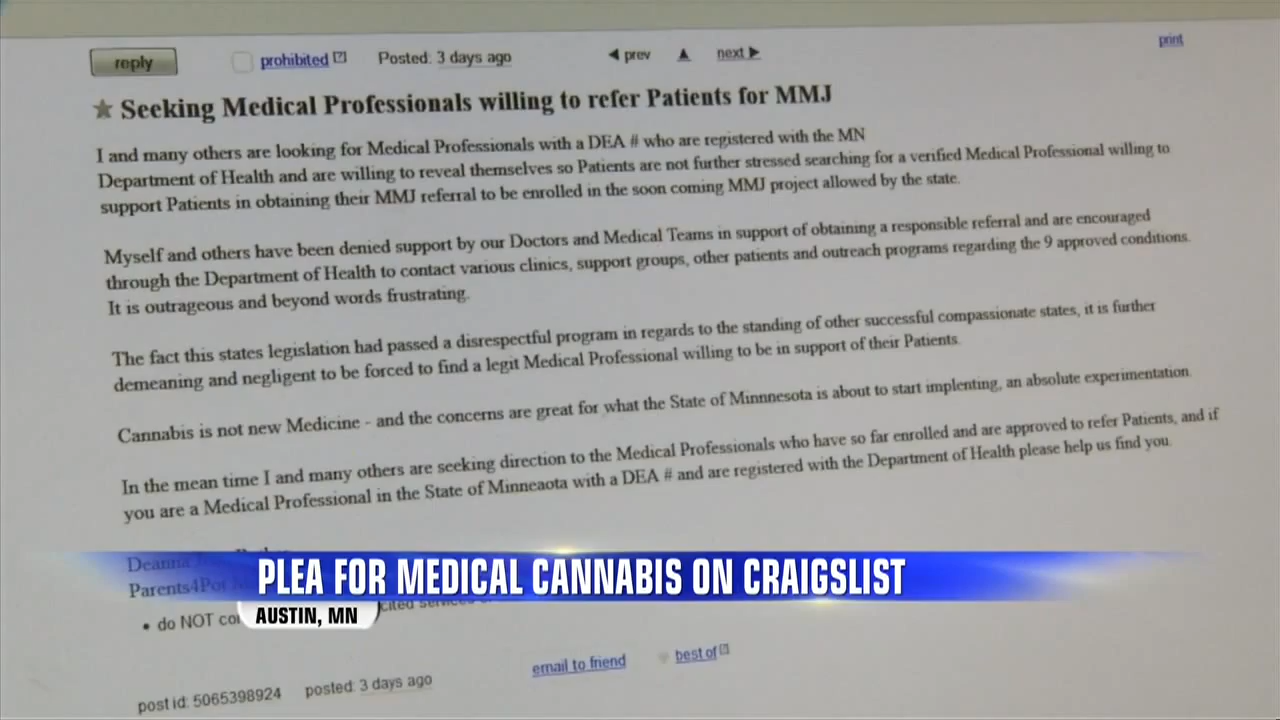 reply prohibited [?] Posted: 3 days ago ◀ prev ▲ next ▶ print
★ Seeking Medical Professionals willing to refer Patients for MMJ
I and many others are looking for Medical Professionals with a DEA # who are registered with the MN
Department of Health and are willing to reveal themselves so Patients are not further stressed searching for a verified Medical Professional willing to
support Patients in obtaining their MMJ referral to be enrolled in the soon coming MMJ project allowed by the state.
Myself and others have been denied support by our Doctors and Medical Teams in support of obtaining a responsible referral and are encouraged
through the Department of Health to contact various clinics, support groups, other patients and outreach programs regarding the 9 approved conditions.
It is outrageous and beyond words frustrating.
The fact this states legislation had passed a disrespectful program in regards to the standing of other successful compassionate states, it is further
demeaning and negligent to be forced to find a legit Medical Professional willing to be in support of their Patients.
Cannabis is not new Medicine - and the concerns are great for what the State of Minnnesota is about to start implenting, an absolute experimentation.
In the mean time I and many others are seeking direction to the Medical Professionals who have so far enrolled and are approved to refer Patients, and if
you are a Medical Professional in the State of Minneaota with a DEA # and are registered with the Department of Health please help us find you.
Deanna
Parents4Pot
PLEA FOR MEDICAL CANNABIS ON CRAIGSLIST
• do NOT
AUSTIN, MN
email to friend best of [?]
post id: 5065398924 posted: 3 days ago